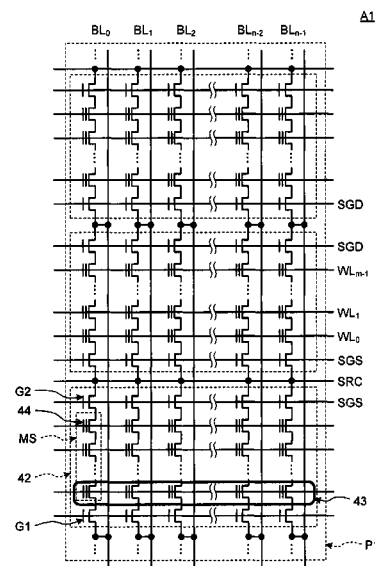 A1
BL0 BL1 BL2 BLn-2 BLn-1
SGD
SGD
WLm-1
WL1
WL0
SGS
SRC
G2
SGS
44
MS
42
43
G1
P